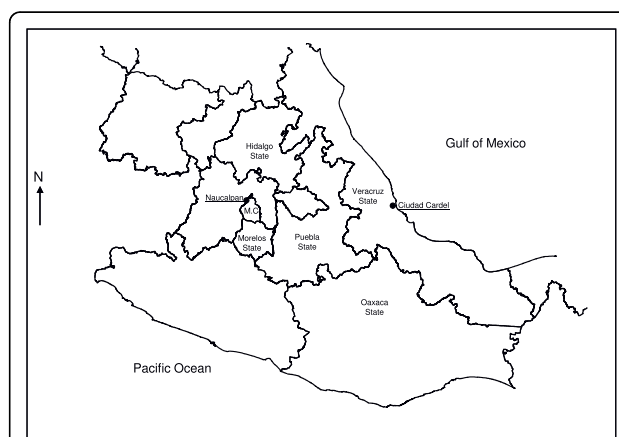 Gulf of Mexico
Hidalgo
State
N
Veracruz
State
Naucalpan
Ciudad Cardel
M.C.
Morelos
State
Puebla
State
Oaxaca
State
Pacific Ocean